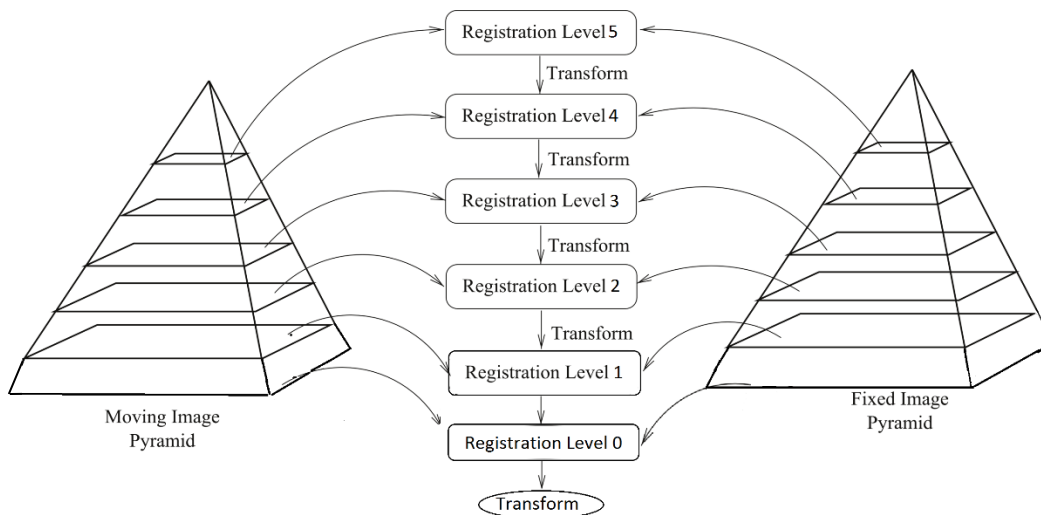 Registration Level 5
Transform
Registration Level 4
Transform
Registration Level 3
Transform
Registration Level 2
Transform
Registration Level 1
Registration Level 0
Transform
Moving Image
Pyramid
Fixed Image
Pyramid